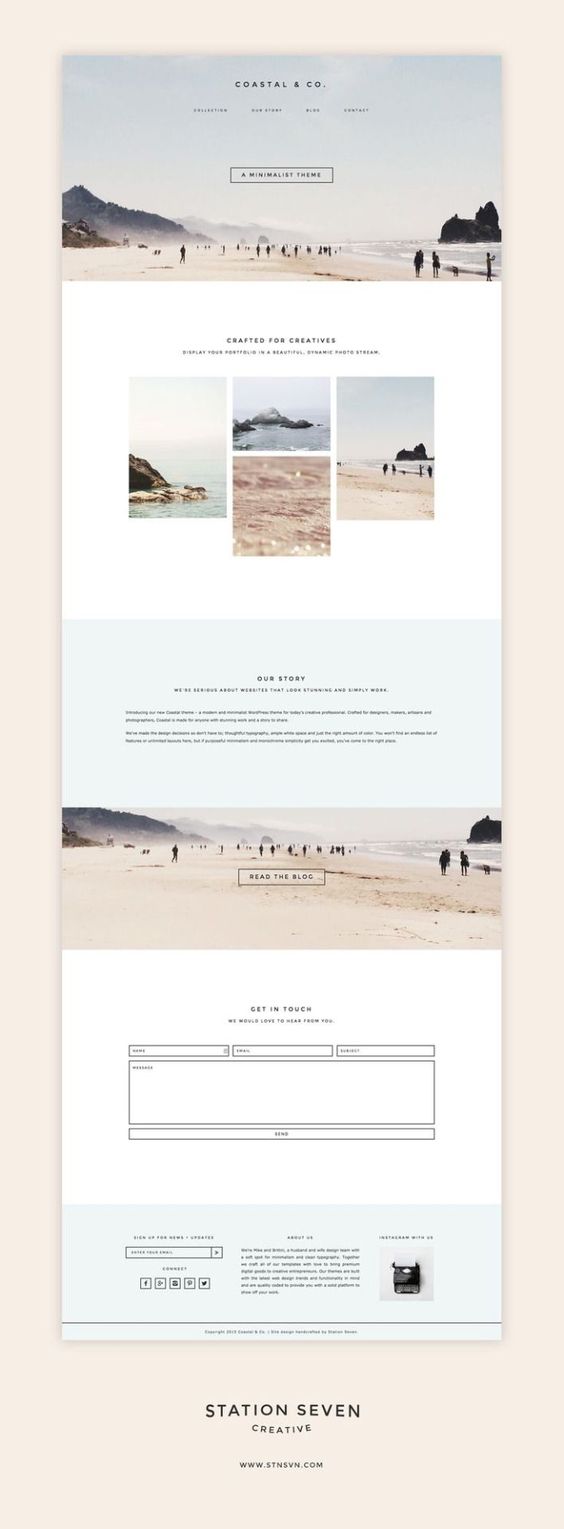 COASTAL & CO.
COLLECTION OUR STORY BLOG CONTACT
A MINIMALIST THEME
CRAFTED FOR CREATIVES
DISPLAY YOUR PORTFOLIO IN A BEAUTIFUL, DYNAMIC PHOTO STREAM.
OUR STORY
WE'RE SERIOUS ABOUT WEBSITES THAT LOOK STUNNING AND SIMPLY WORK.
Introducing our new Coastal theme – a modern and minimalist WordPress theme for today's creative professional. Crafted for designers, makers, artisans and
photographers, Coastal is made for anyone with stunning work and a story to share.
We've made the design decisions so don't have to; thoughtful typography, ample white space and just the right amount of color. You won't find an endless list of
features or unlimited layouts here, but if purposeful minimalism and monochrome simplicity get you excited, you've come to the right place.
READ THE BLOG
GET IN TOUCH
WE WOULD LOVE TO HEAR FROM YOU.
NAME EMAIL SUBJECT
MESSAGE
SEND
SIGN UP FOR NEWS + UPDATES
ENTER YOUR EMAIL >
CONNECT
ABOUT US
We're Mike and Britni, a husband and wife design team with
a soft spot for minimalism and clean typography. Together
we craft all of our templates with love to bring premium
digital goods to creative entrepreneurs. Our themes are built
with the latest web design trends and functionality in mind
and are quality coded to provide you with a solid platform to
show off your work.
INSTAGRAM WITH US
Copyright 2015 Coastal & Co. | Site design handcrafted by Station Seven.
STATION SEVEN
CREATIVE
WWW.STNSVN.COM